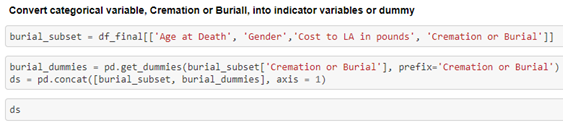 Convert categorical variable, Cremation or Buriall, into indicator variables or dummy
burial_subset = df_final[['Age at Death', 'Gender','Cost to LA in pounds', 'Cremation or Burial']]
burial_dummies = pd.get_dummies(burial_subset['Cremation or Burial'], prefix='Cremation or Burial')
ds = pd.concat([burial_subset, burial_dummies], axis = 1)
ds